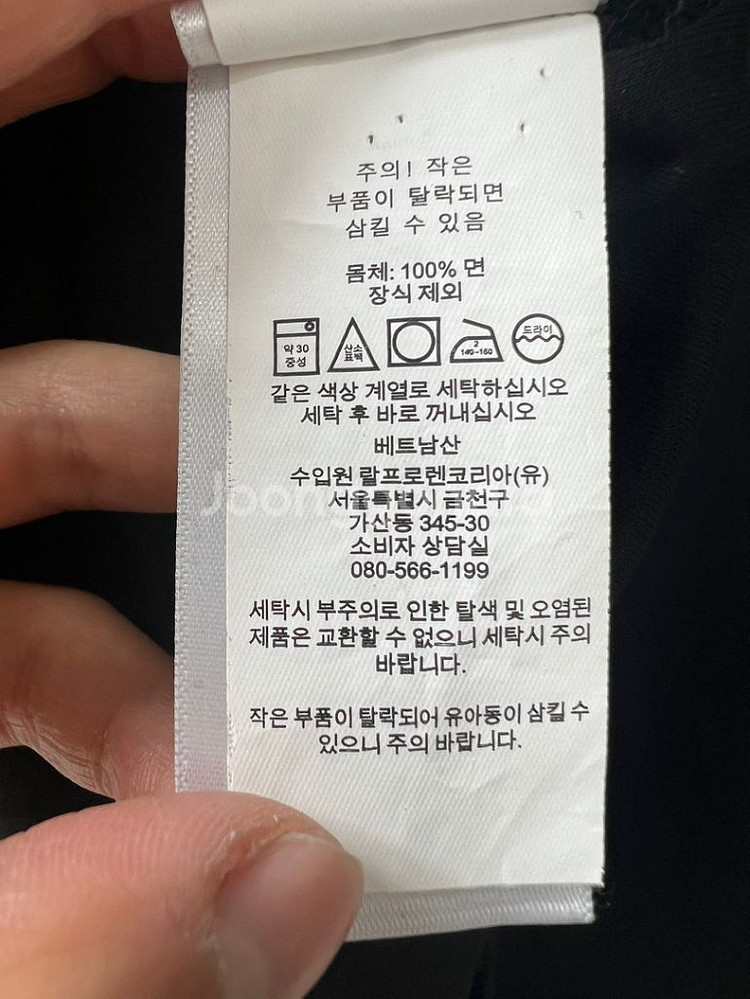 주의! 작은
부품이 탈락되면
삼킬 수 있음
몸체: 100% 면
장식 제외
약 30
중성
산소
표백
2
140~160
드라이
같은 색상 계열로 세탁하십시오
세탁 후 바로 꺼내십시오
베트남산
수입원 랄프로렌코리아(유)
서울특별시 금천구
가산동 345-30
소비자 상담실
080-566-1199
세탁시 부주의로 인한 탈색 및 오염된
제품은 교환할 수 없으니 세탁시 주의
바랍니다.
작은 부품이 탈락되어 유아동이 삼킬 수
있으니 주의 바랍니다.